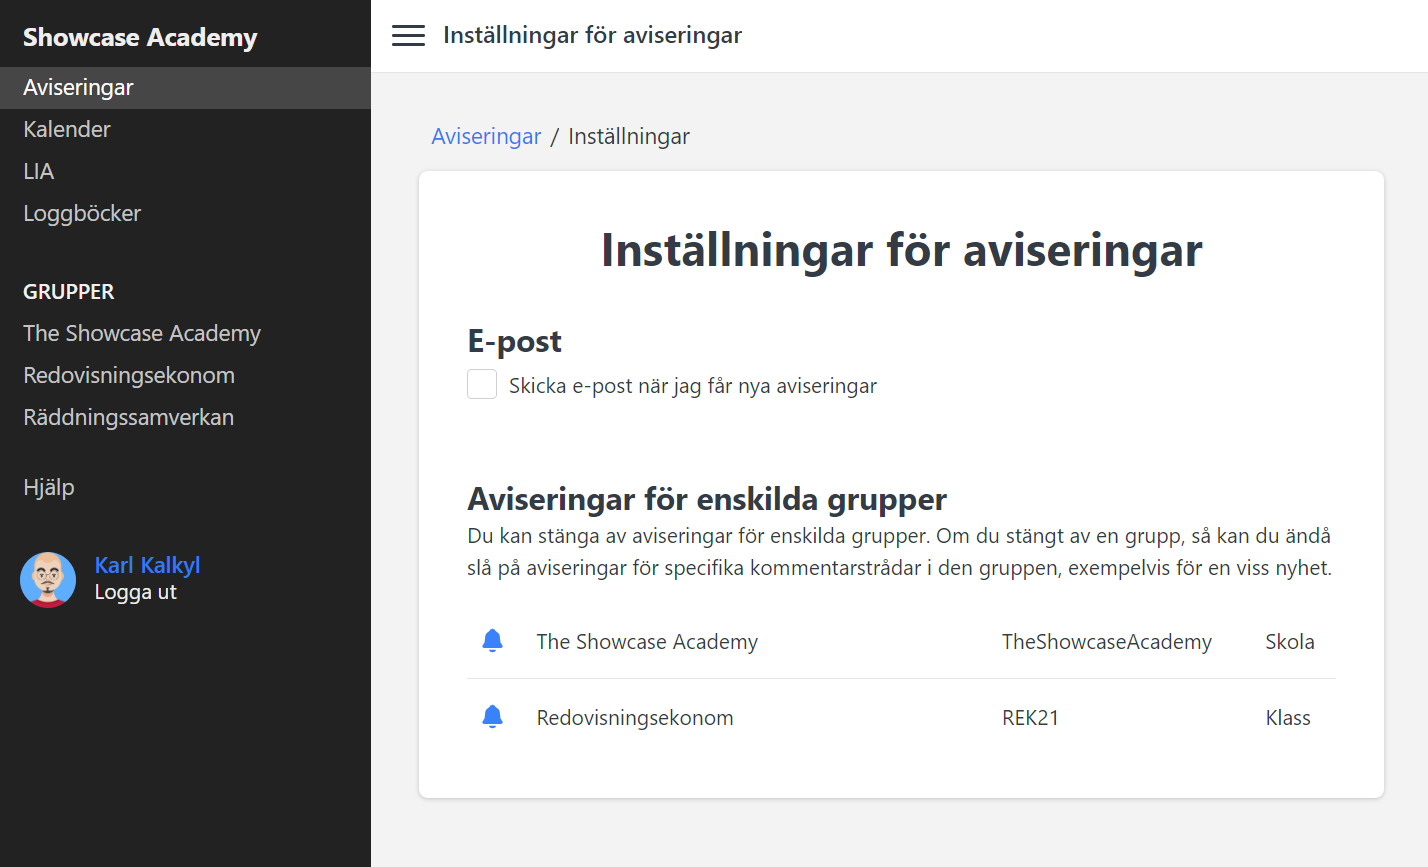 Showcase Academy
Aviseringar
Kalender
LIA
Loggböcker
GRUPPER
The Showcase Academy
Redovisningsekonom
Räddningssamverkan
Hjälp
Karl Kalkyl
Logga ut
Inställningar för aviseringar
Aviseringar / Inställningar
Inställningar för aviseringar
E-post
Skicka e-post när jag får nya aviseringar
Aviseringar för enskilda grupper
Du kan stänga av aviseringar för enskilda grupper. Om du stängt av en grupp, så kan du ändå
slå på aviseringar för specifika kommentarstrådar i den gruppen, exempelvis för en viss nyhet.
The Showcase Academy TheShowcaseAcademy Skola
Redovisningsekonom REK21 Klass